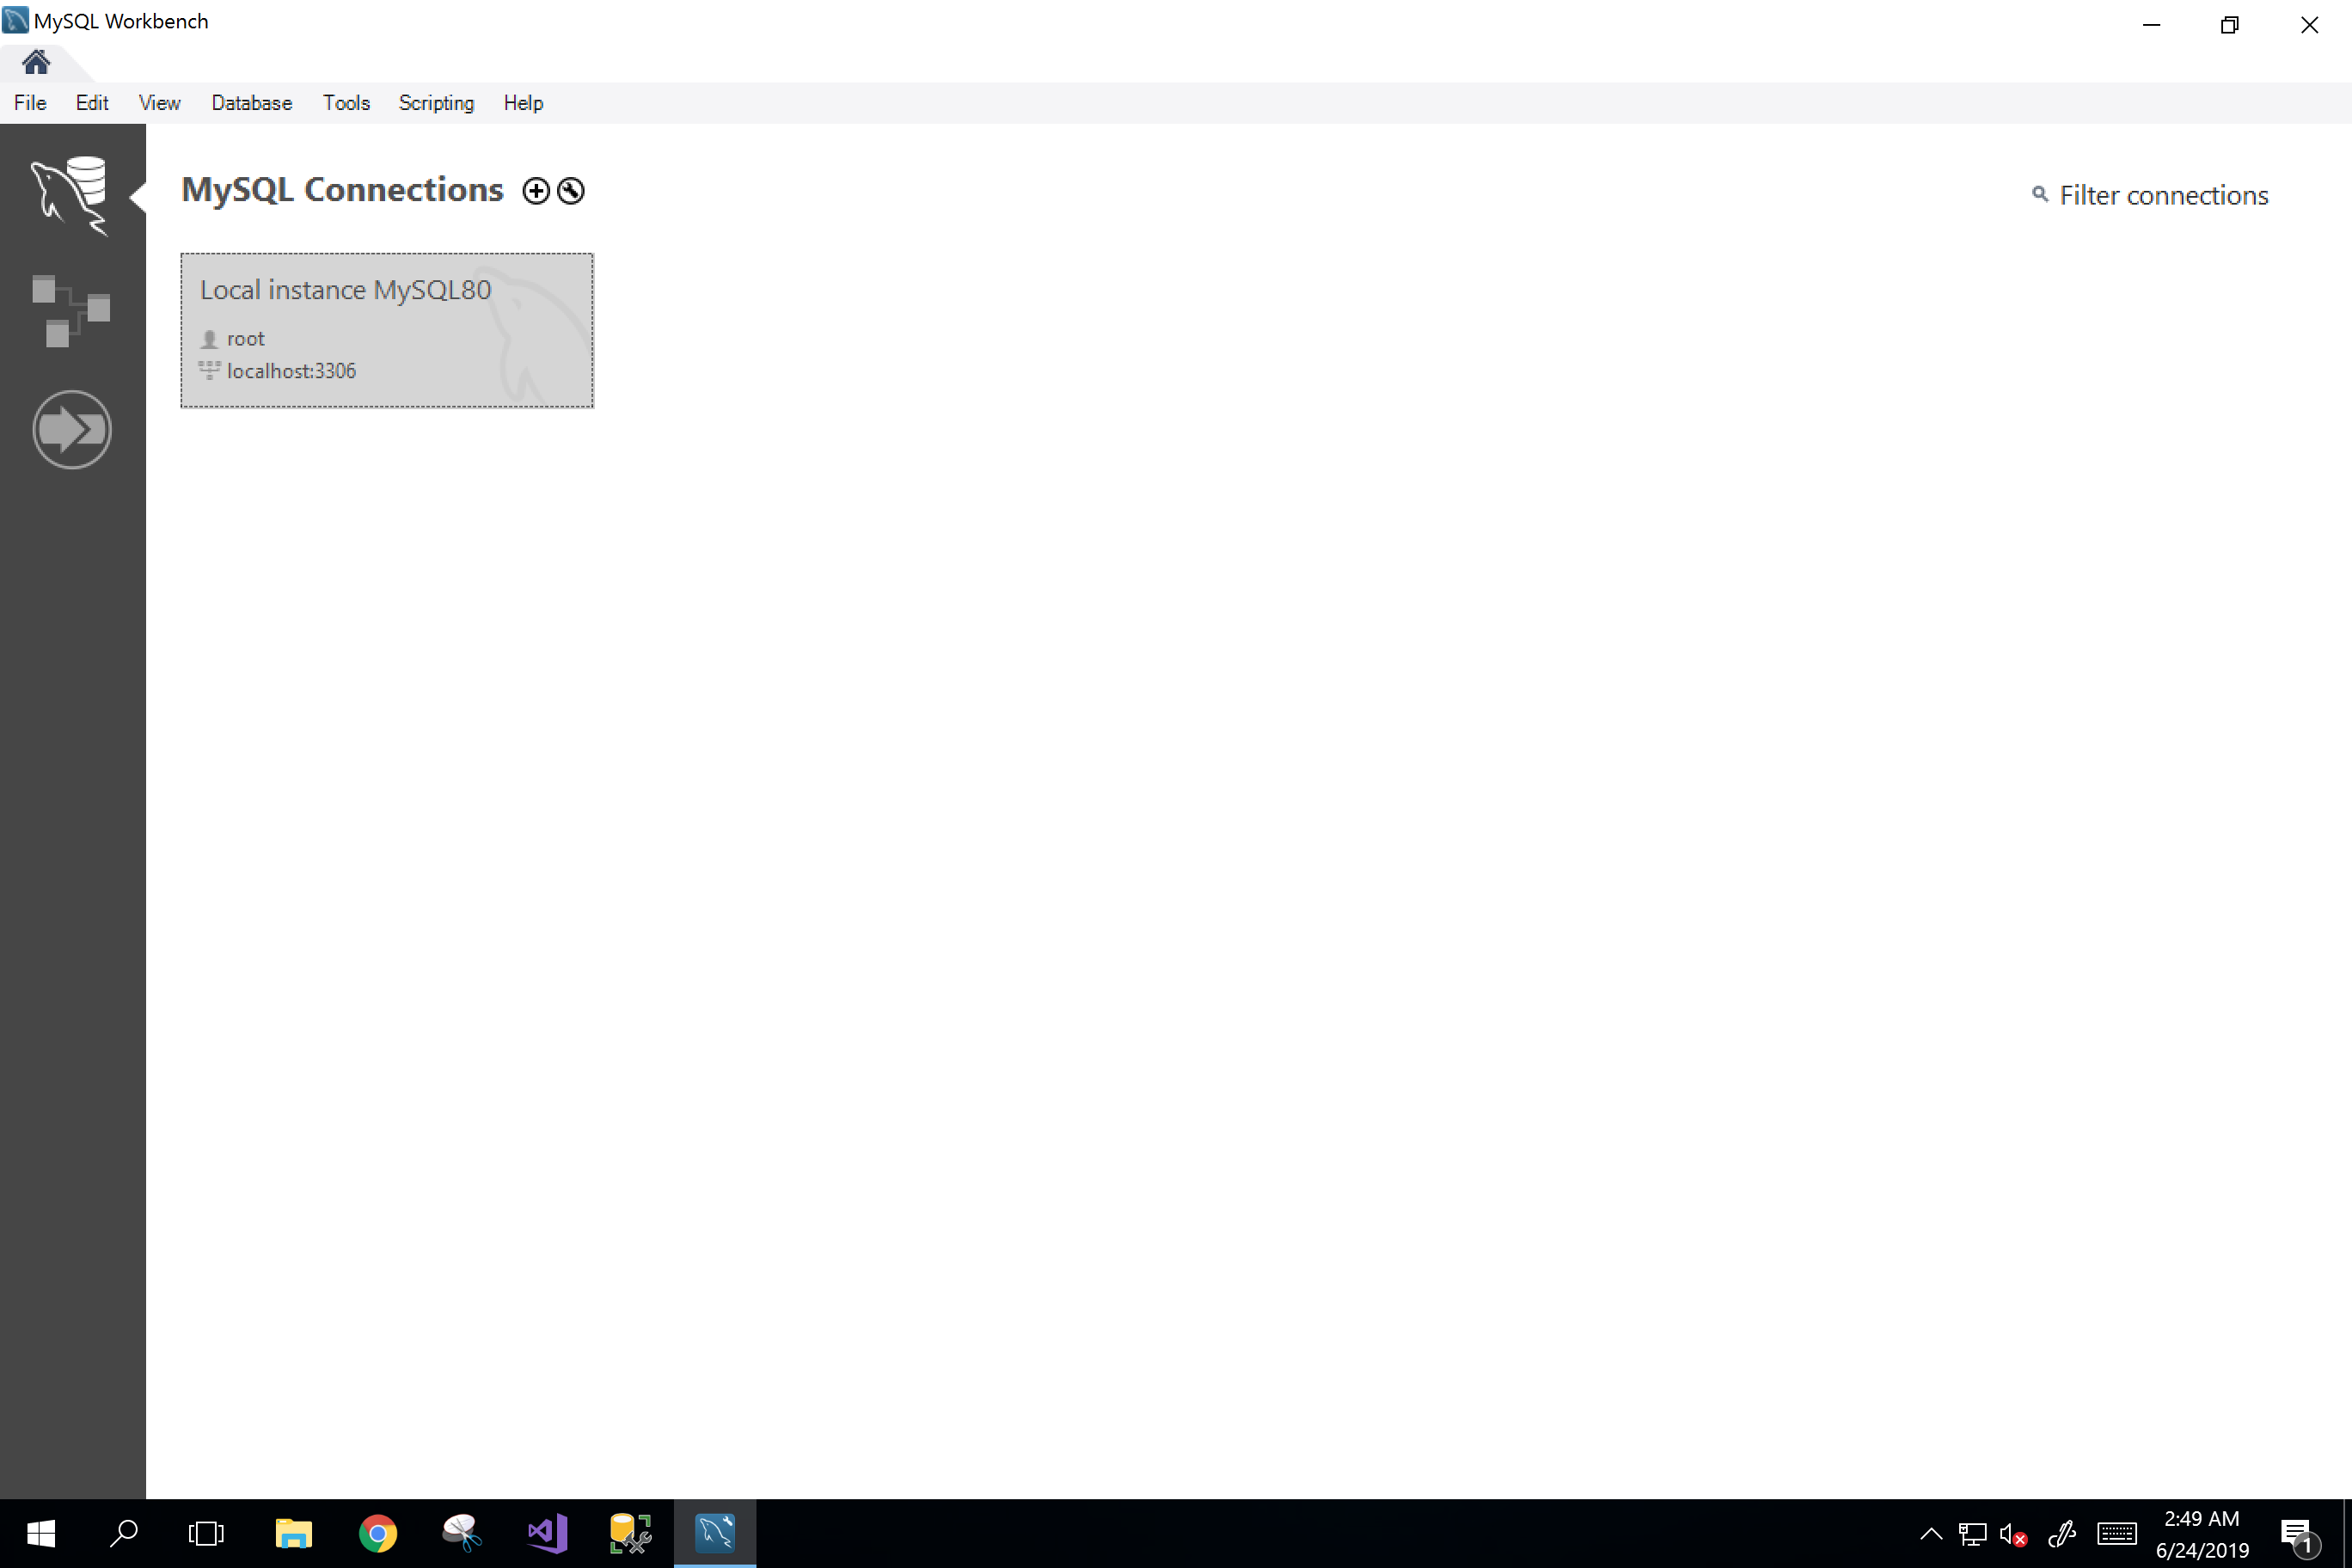 MySQL Workbench
File Edit View Database Tools Scripting Help
MySQL Connections
Filter connections
Local instance MySQL80
root
localhost:3306
2:49 AM
6/24/2019
1